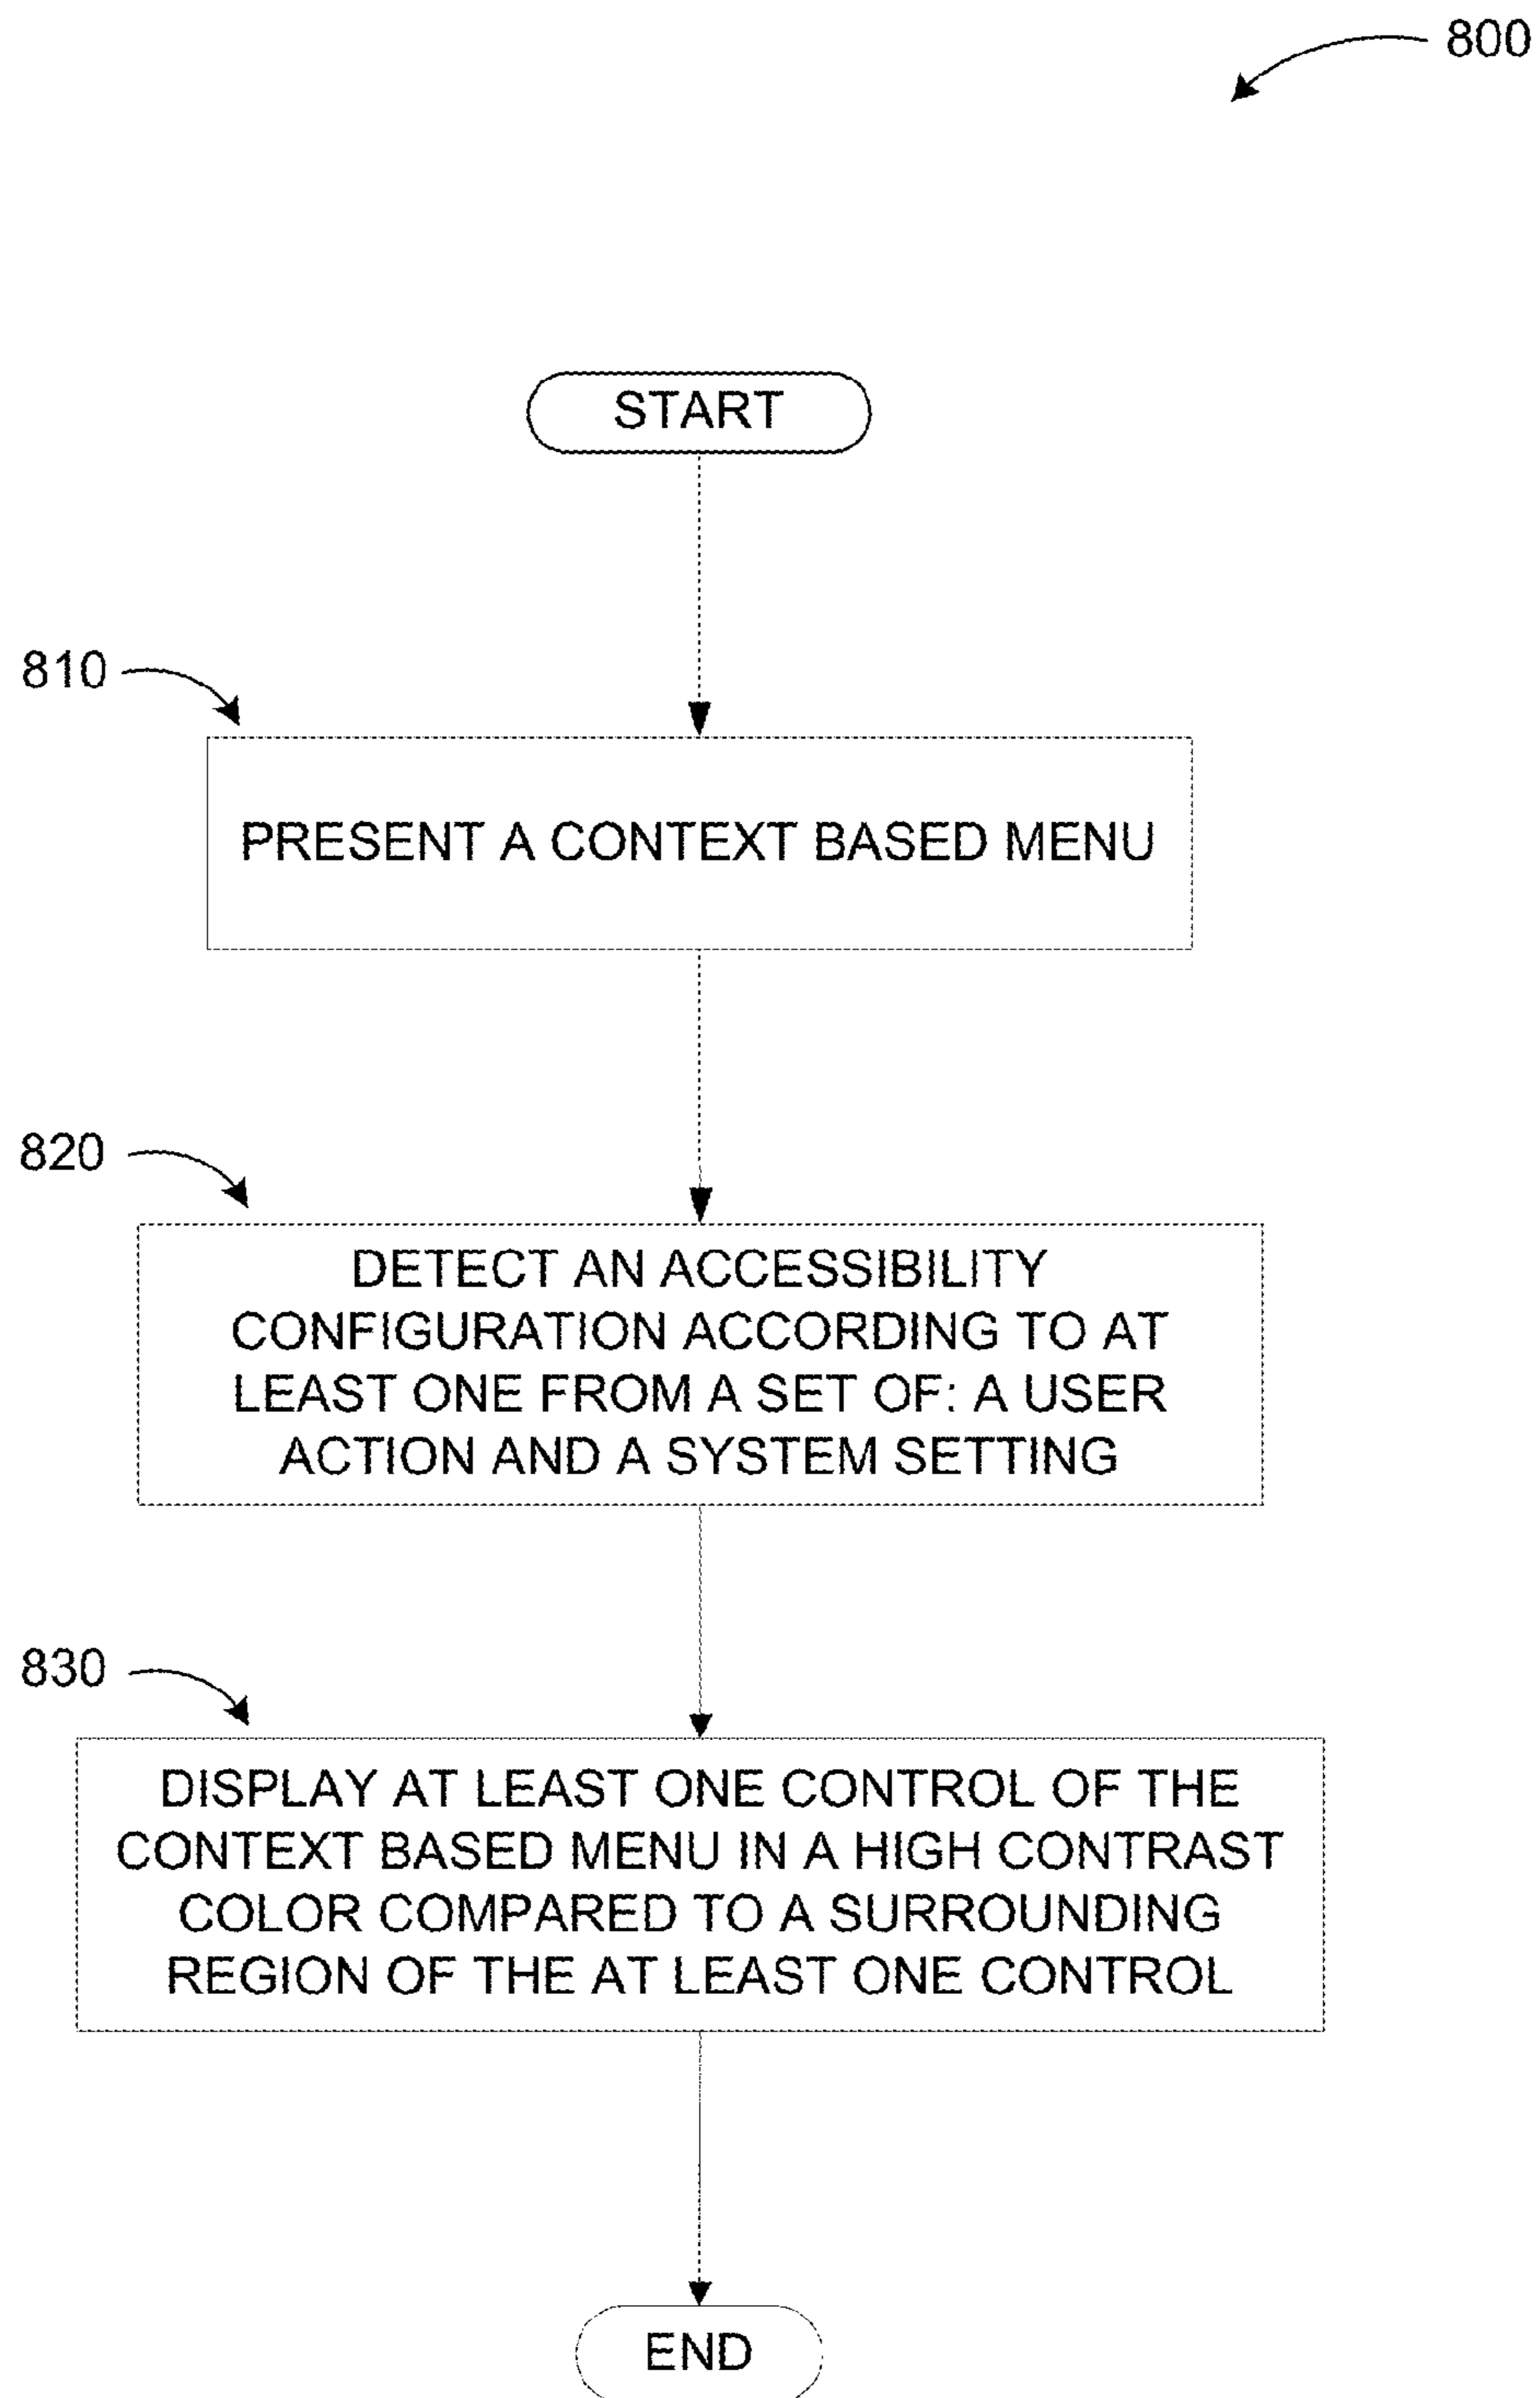 800
START
810
PRESENT A CONTEXT BASED MENU
820
DETECT AN ACCESSIBILITY
CONFIGURATION ACCORDING TO AT
LEAST ONE FROM A SET OF: A USER
ACTION AND A SYSTEM SETTING
830
DISPLAY AT LEAST ONE CONTROL OF THE
CONTEXT BASED MENU IN A HIGH CONTRAST
COLOR COMPARED TO A SURROUNDING
REGION OF THE AT LEAST ONE CONTROL
END